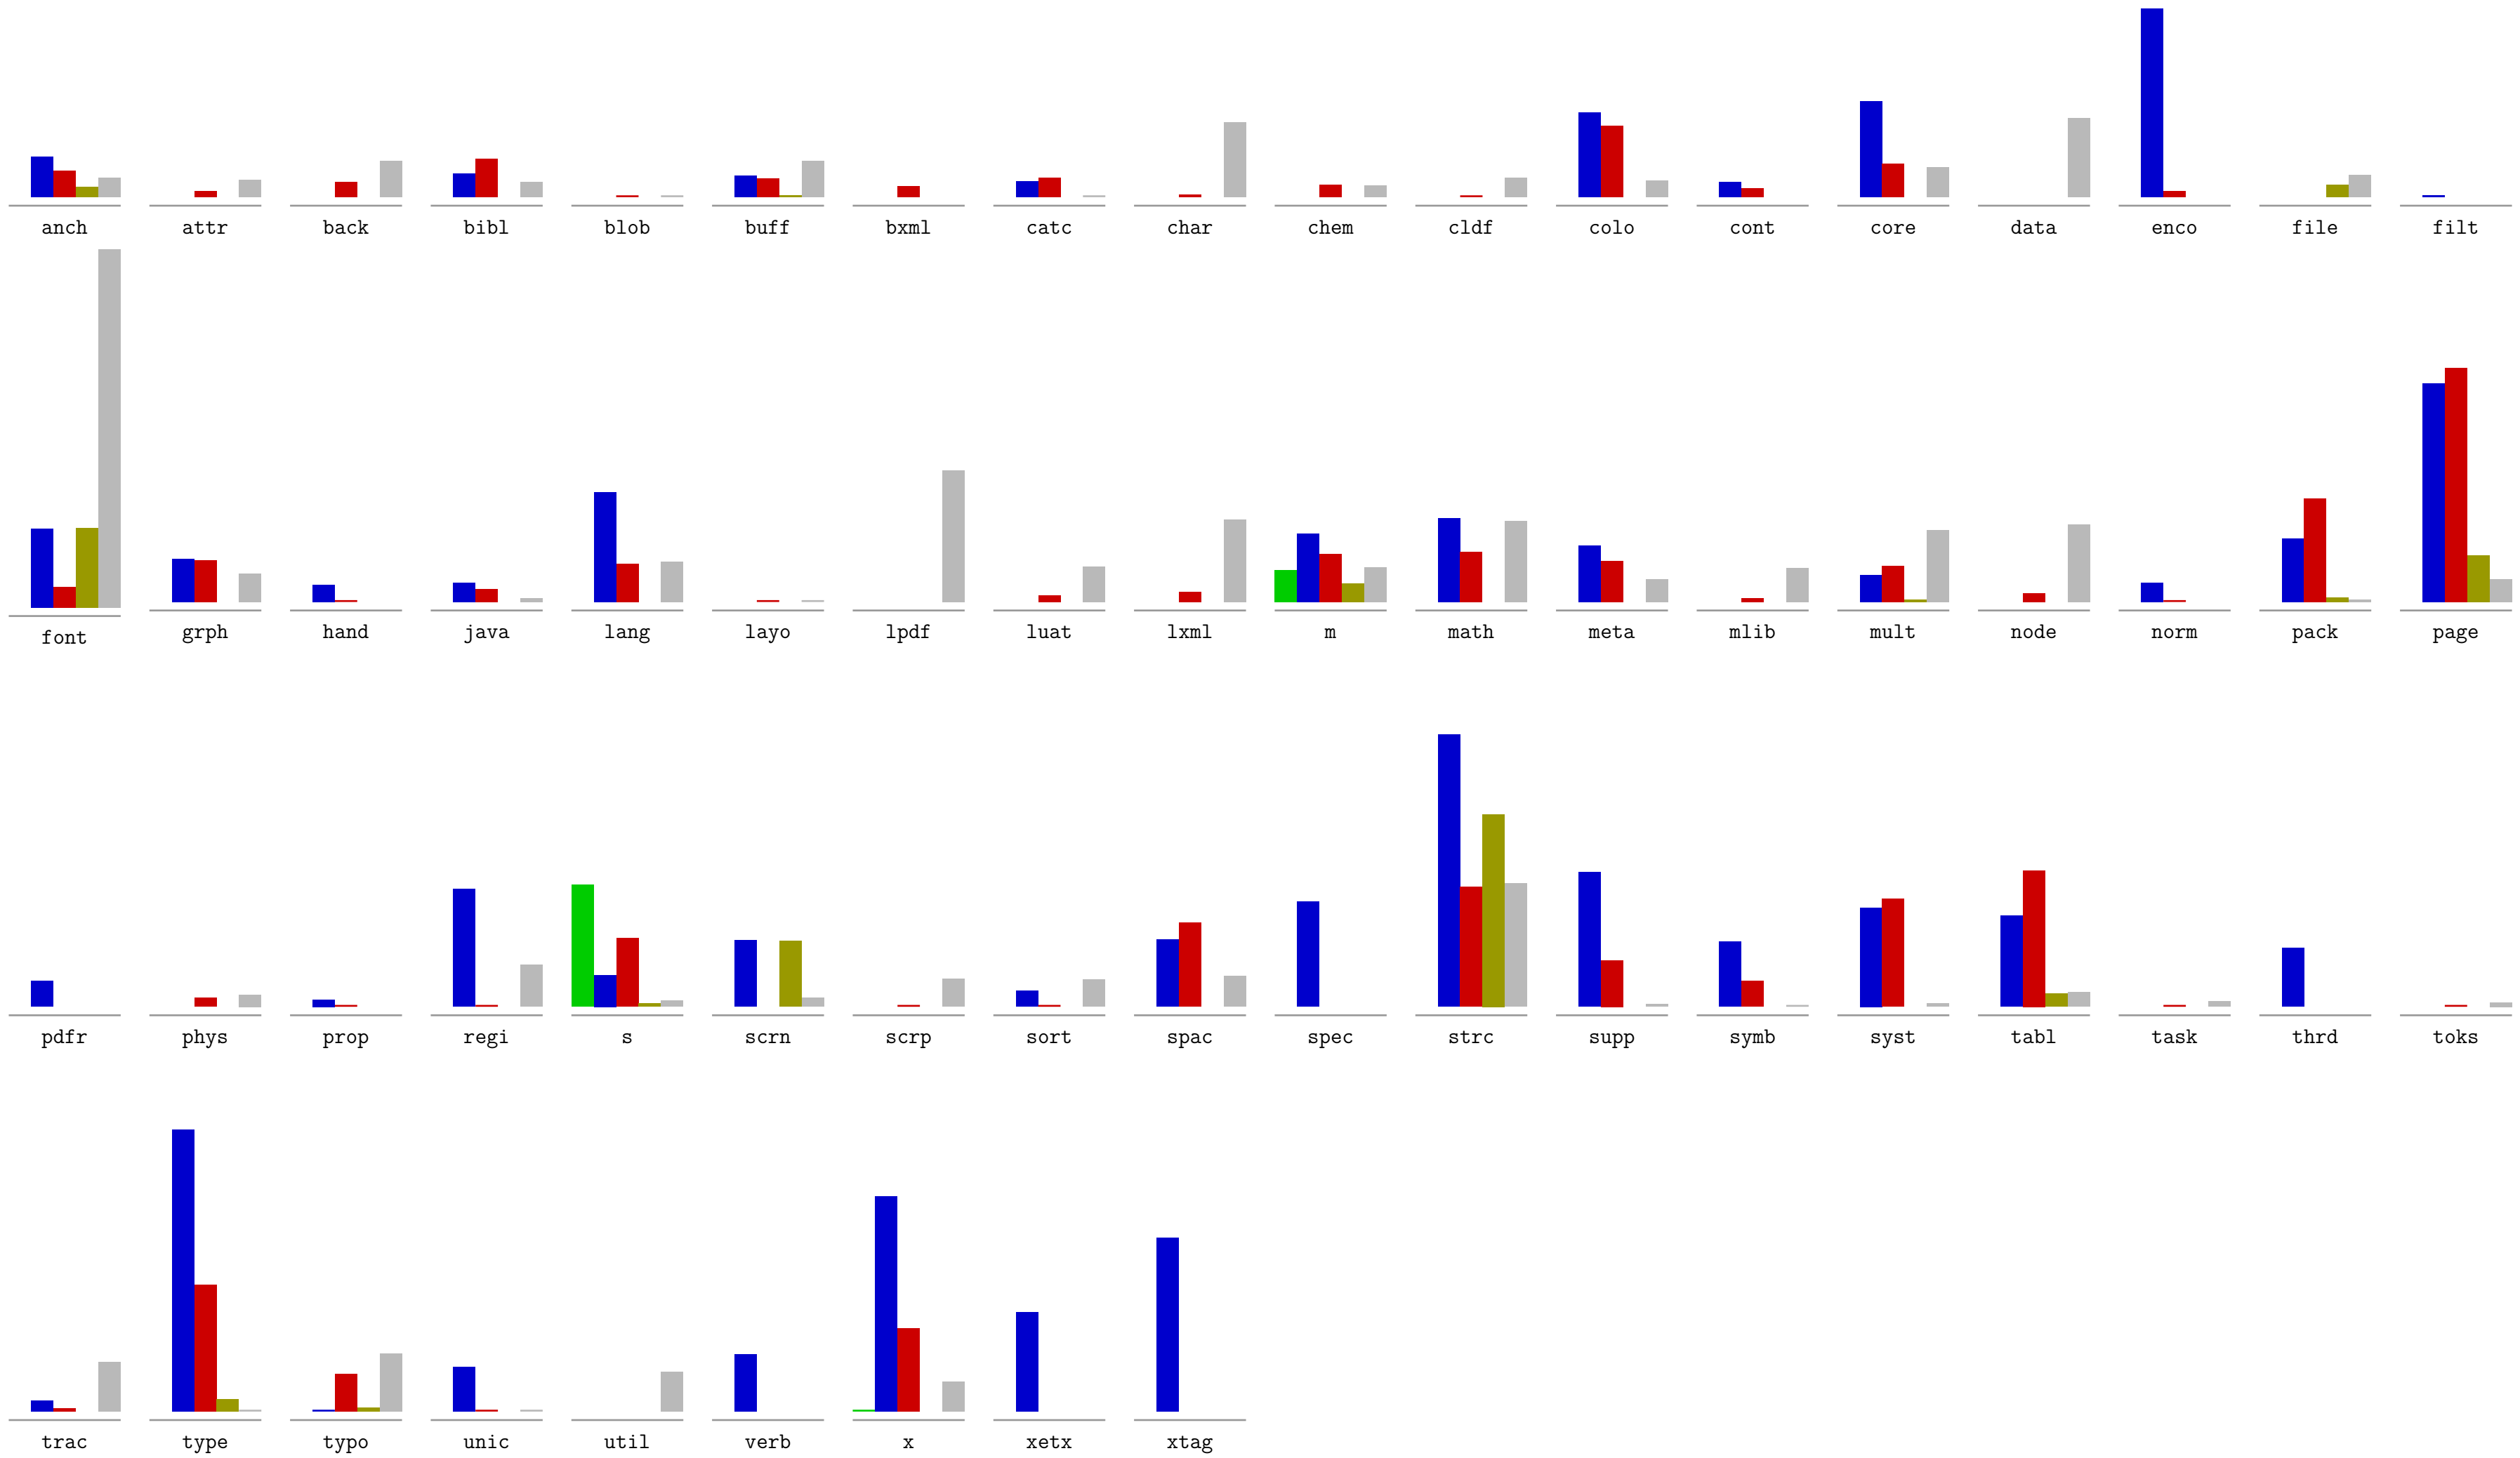 anch attr back bibl blob buff bxml catc char chem cldf colo cont core data enco file filt
font grph hand java lang layo lpdf luat lxml m math meta mlib mult node norm pack page
pdfr phys prop regi s scrn scrp sort spac spec strc supp symb syst tabl task thrd toks
trac type typo unic util verb x xetx xtag